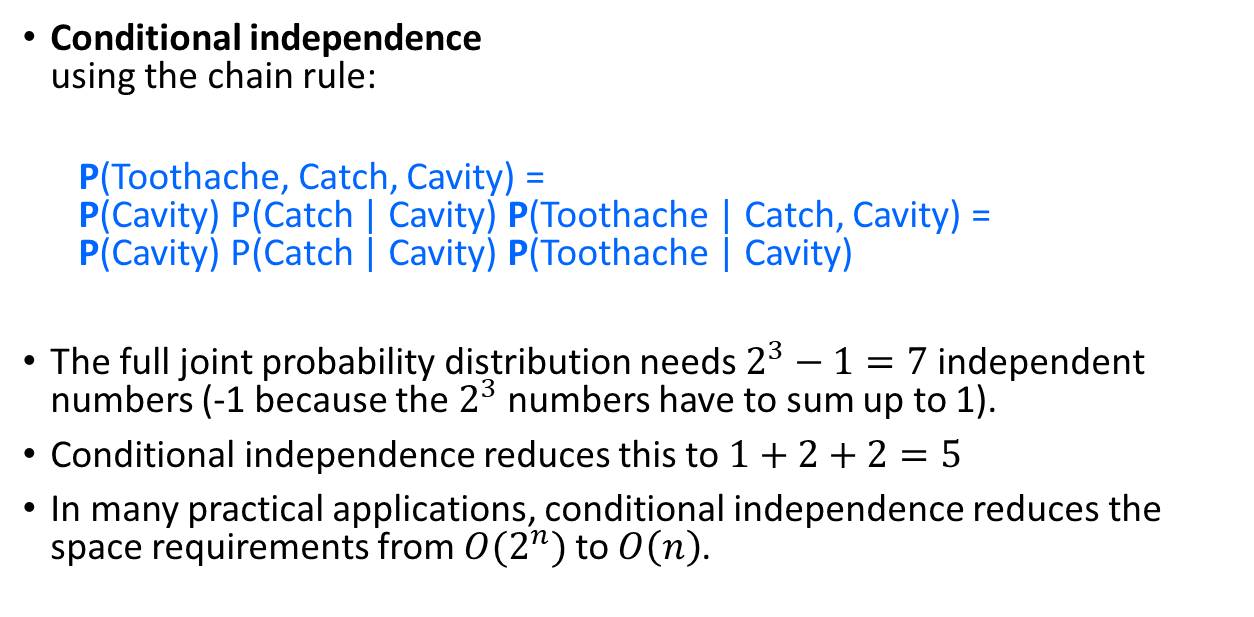 • Conditional independence
using the chain rule:
P(Toothache, Catch, Cavity) =
P(Cavity) P(Catch | Cavity) P(Toothache | Catch, Cavity) =
P(Cavity) P(Catch | Cavity) P(Toothache | Cavity)
• The full joint probability distribution needs 2³ − 1 = 7 independent
numbers (-1 because the 2³ numbers have to sum up to 1).
• Conditional independence reduces this to 1 + 2 + 2 = 5
• In many practical applications, conditional independence reduces the
space requirements from O(2ⁿ) to O(n).